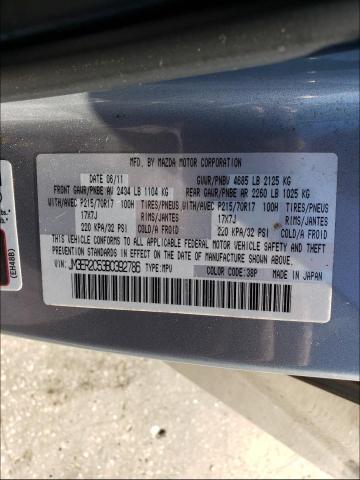 MFD. BY MAZDA MOTOR CORPORATION
DATE 06/11 GVWR/PNBV 4685 LB 2125 KG
FRONT GAWR/PNBE AV 2434 LB 1104 KG REAR GAWR/PNBE AR 2260 LB 1025 KG
WITH/AVEC P215/70R17 100H TIRES/PNEUS WITH/AVEC P215/70R17 100H TIRES/PNEUS
17X7J RIMS/JANTES 17X7J RIMS/JANTES
220 KPA/32 PSI COLD/A FROID 220 KPA/32 PSI COLD/A FROID
THIS VEHICLE CONFORMS TO ALL APPLICABLE FEDERAL MOTOR VEHICLE SAFETY, BUMPER, AND THEFT
PREVENTION STANDARDS IN EFFECT ON THE DATE OF MANUFACTURE SHOWN ABOVE.
VIN: JM3ER2C53BC392786 TYPE: MPV COLOR CODE: 38P MADE IN JAPAN
(EH48B)